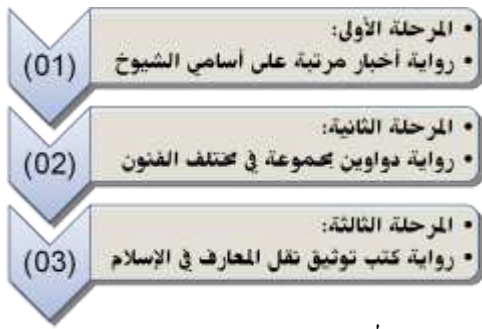 (01)
• المرحلة الأولى:
• رواية أخبار مرتبة على أسامي الشيوخ
(02)
• المرحلة الثانية:
• رواية دواوين مجموعة في مختلف الفنون
(03)
• المرحلة الثالثة:
• رواية كتب توثيق نقل المعارف في الإسلام